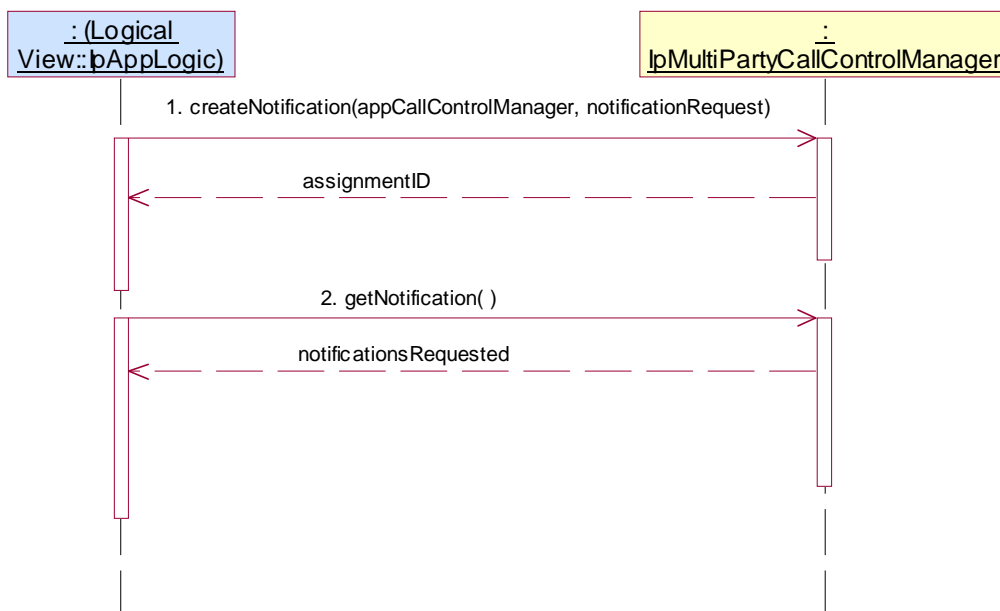 : (Logical
View::IpAppLogic)
:
IpMultiPartyCallControlManager
1. createNotification(appCallControlManager, notificationRequest)
assignmentID
2. getNotification( )
notificationsRequested